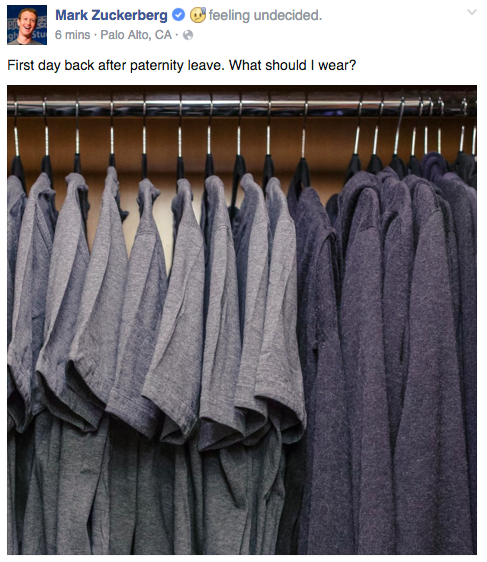 Mark Zuckerberg feeling undecided.
6 mins · Palo Alto, CA ·
First day back after paternity leave. What should I wear?